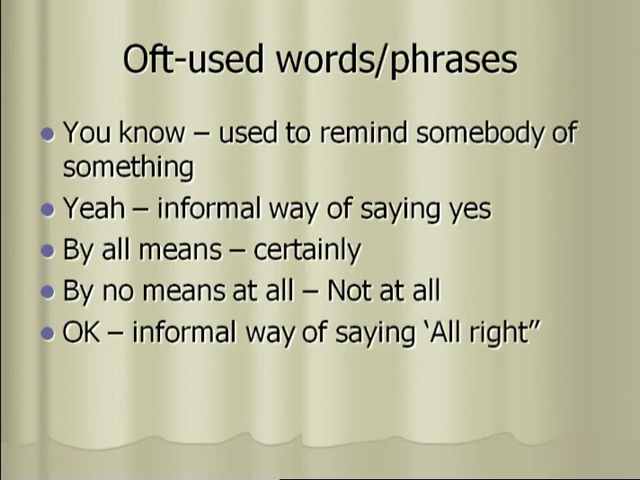 Oft-used words/phrases
You know – used to remind somebody of
something
Yeah – informal way of saying yes
By all means – certainly
By no means at all – Not at all
OK – informal way of saying ‘All right”